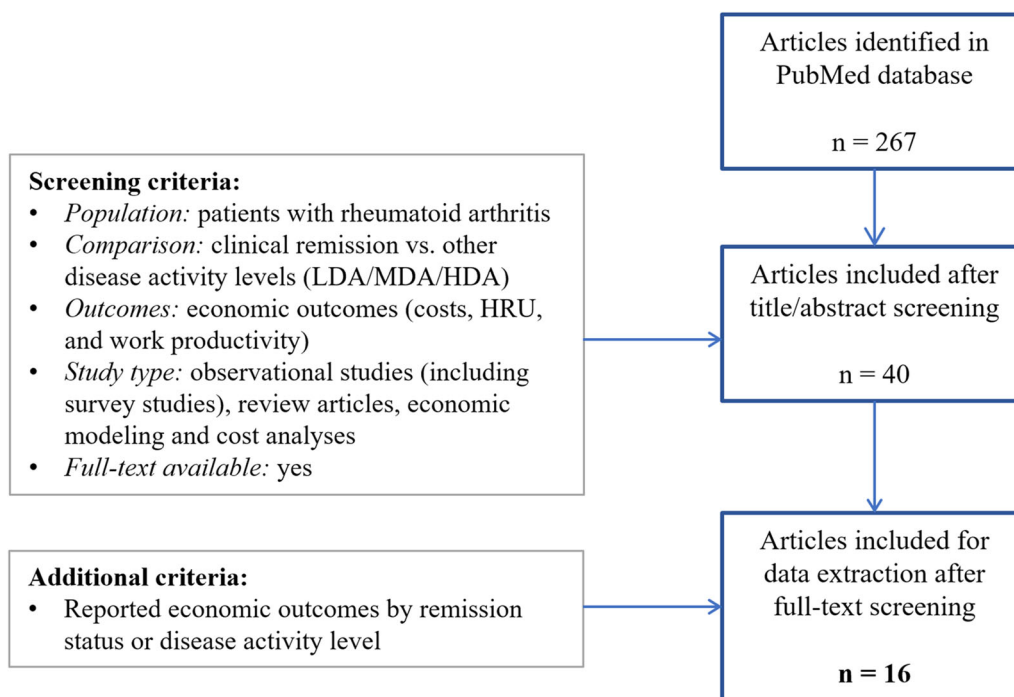 Articles identified in
PubMed database
n = 267
Screening criteria:
• Population: patients with rheumatoid arthritis
• Comparison: clinical remission vs. other
disease activity levels (LDA/MDA/HDA)
• Outcomes: economic outcomes (costs, HRU,
and work productivity)
• Study type: observational studies (including
survey studies), review articles, economic
modeling and cost analyses
• Full-text available: yes
Articles included after
title/abstract screening
n = 40
Additional criteria:
• Reported economic outcomes by remission
status or disease activity level
Articles included for
data extraction after
full-text screening
n = 16